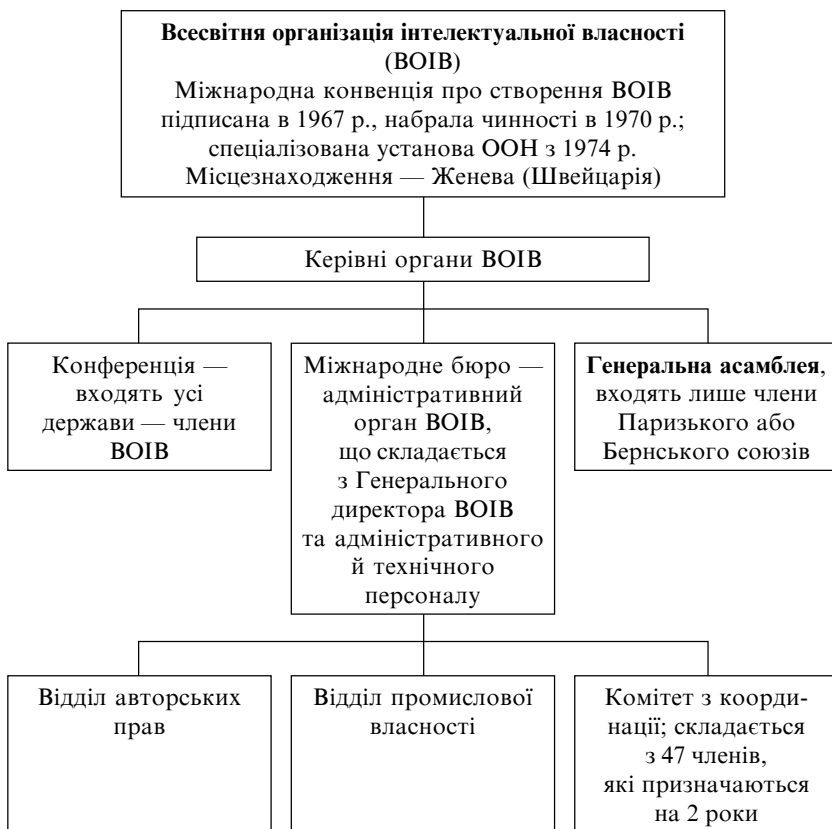 Всесвітня організація інтелектуальної власності
(ВОІВ)
Міжнародна конвенція про створення ВОІВ
підписана в 1967 р., набрала чинності в 1970 р.;
спеціалізована установа ООН з 1974 р.
Місцезнаходження — Женева (Швейцарія)
Керівні органи ВОІВ
Конференція —
входять усі
держави — члени
ВОІВ
Міжнародне бюро —
адміністративний
орган ВОІВ,
що складається
з Генерального
директора ВОІВ
та адміністративного
й технічного
персоналу
Генеральна асамблея,
входять лише члени
Паризького або
Бернського союзів
Відділ авторських
прав
Відділ промислової
власності
Комітет з коорди-
нації; складається
з 47 членів,
які призначаються
на 2 роки